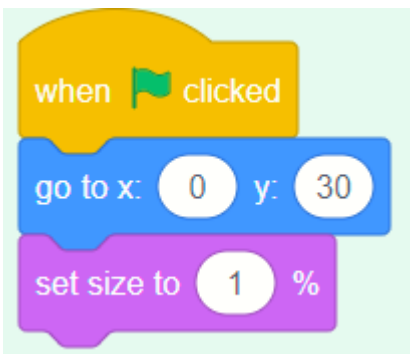 when clicked
go to x: 0 y: 30
set size to 1 %